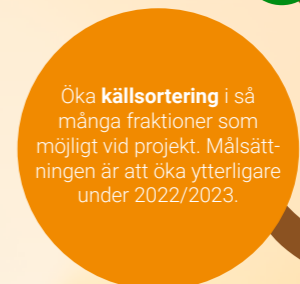 Öka källsortering i så
många fraktioner som
möjligt vid projekt. Målsätt-
ningen är att öka ytterligare
under 2022/2023.